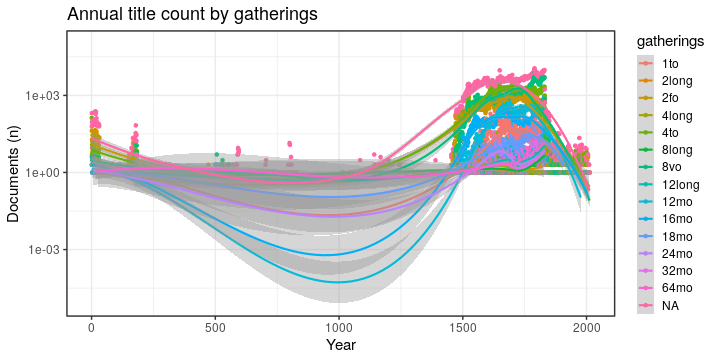 Annual title count by gatherings
Documents (n)
1e+03
1e+00
1e-03
0
500
1000
1500
2000
Year
gatherings
1to
2long
2fo
4long
4to
8long
8vo
12long
12mo
16mo
18mo
24mo
32mo
64mo
NA